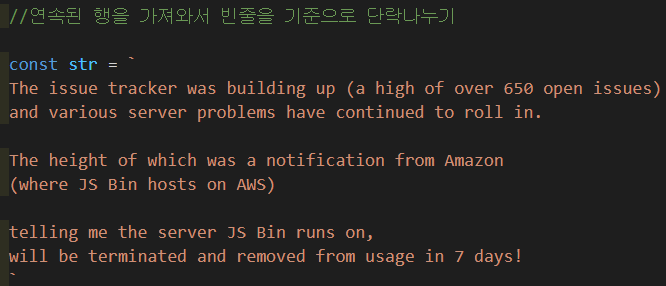 //연속된 행을 가져와서 빈줄을 기준으로 단락나누기
const str = `
The issue tracker was building up (a high of over 650 open issues)
and various server problems have continued to roll in.
The height of which was a notification from Amazon
(where JS Bin hosts on AWS)
telling me the server JS Bin runs on,
will be terminated and removed from usage in 7 days!
`